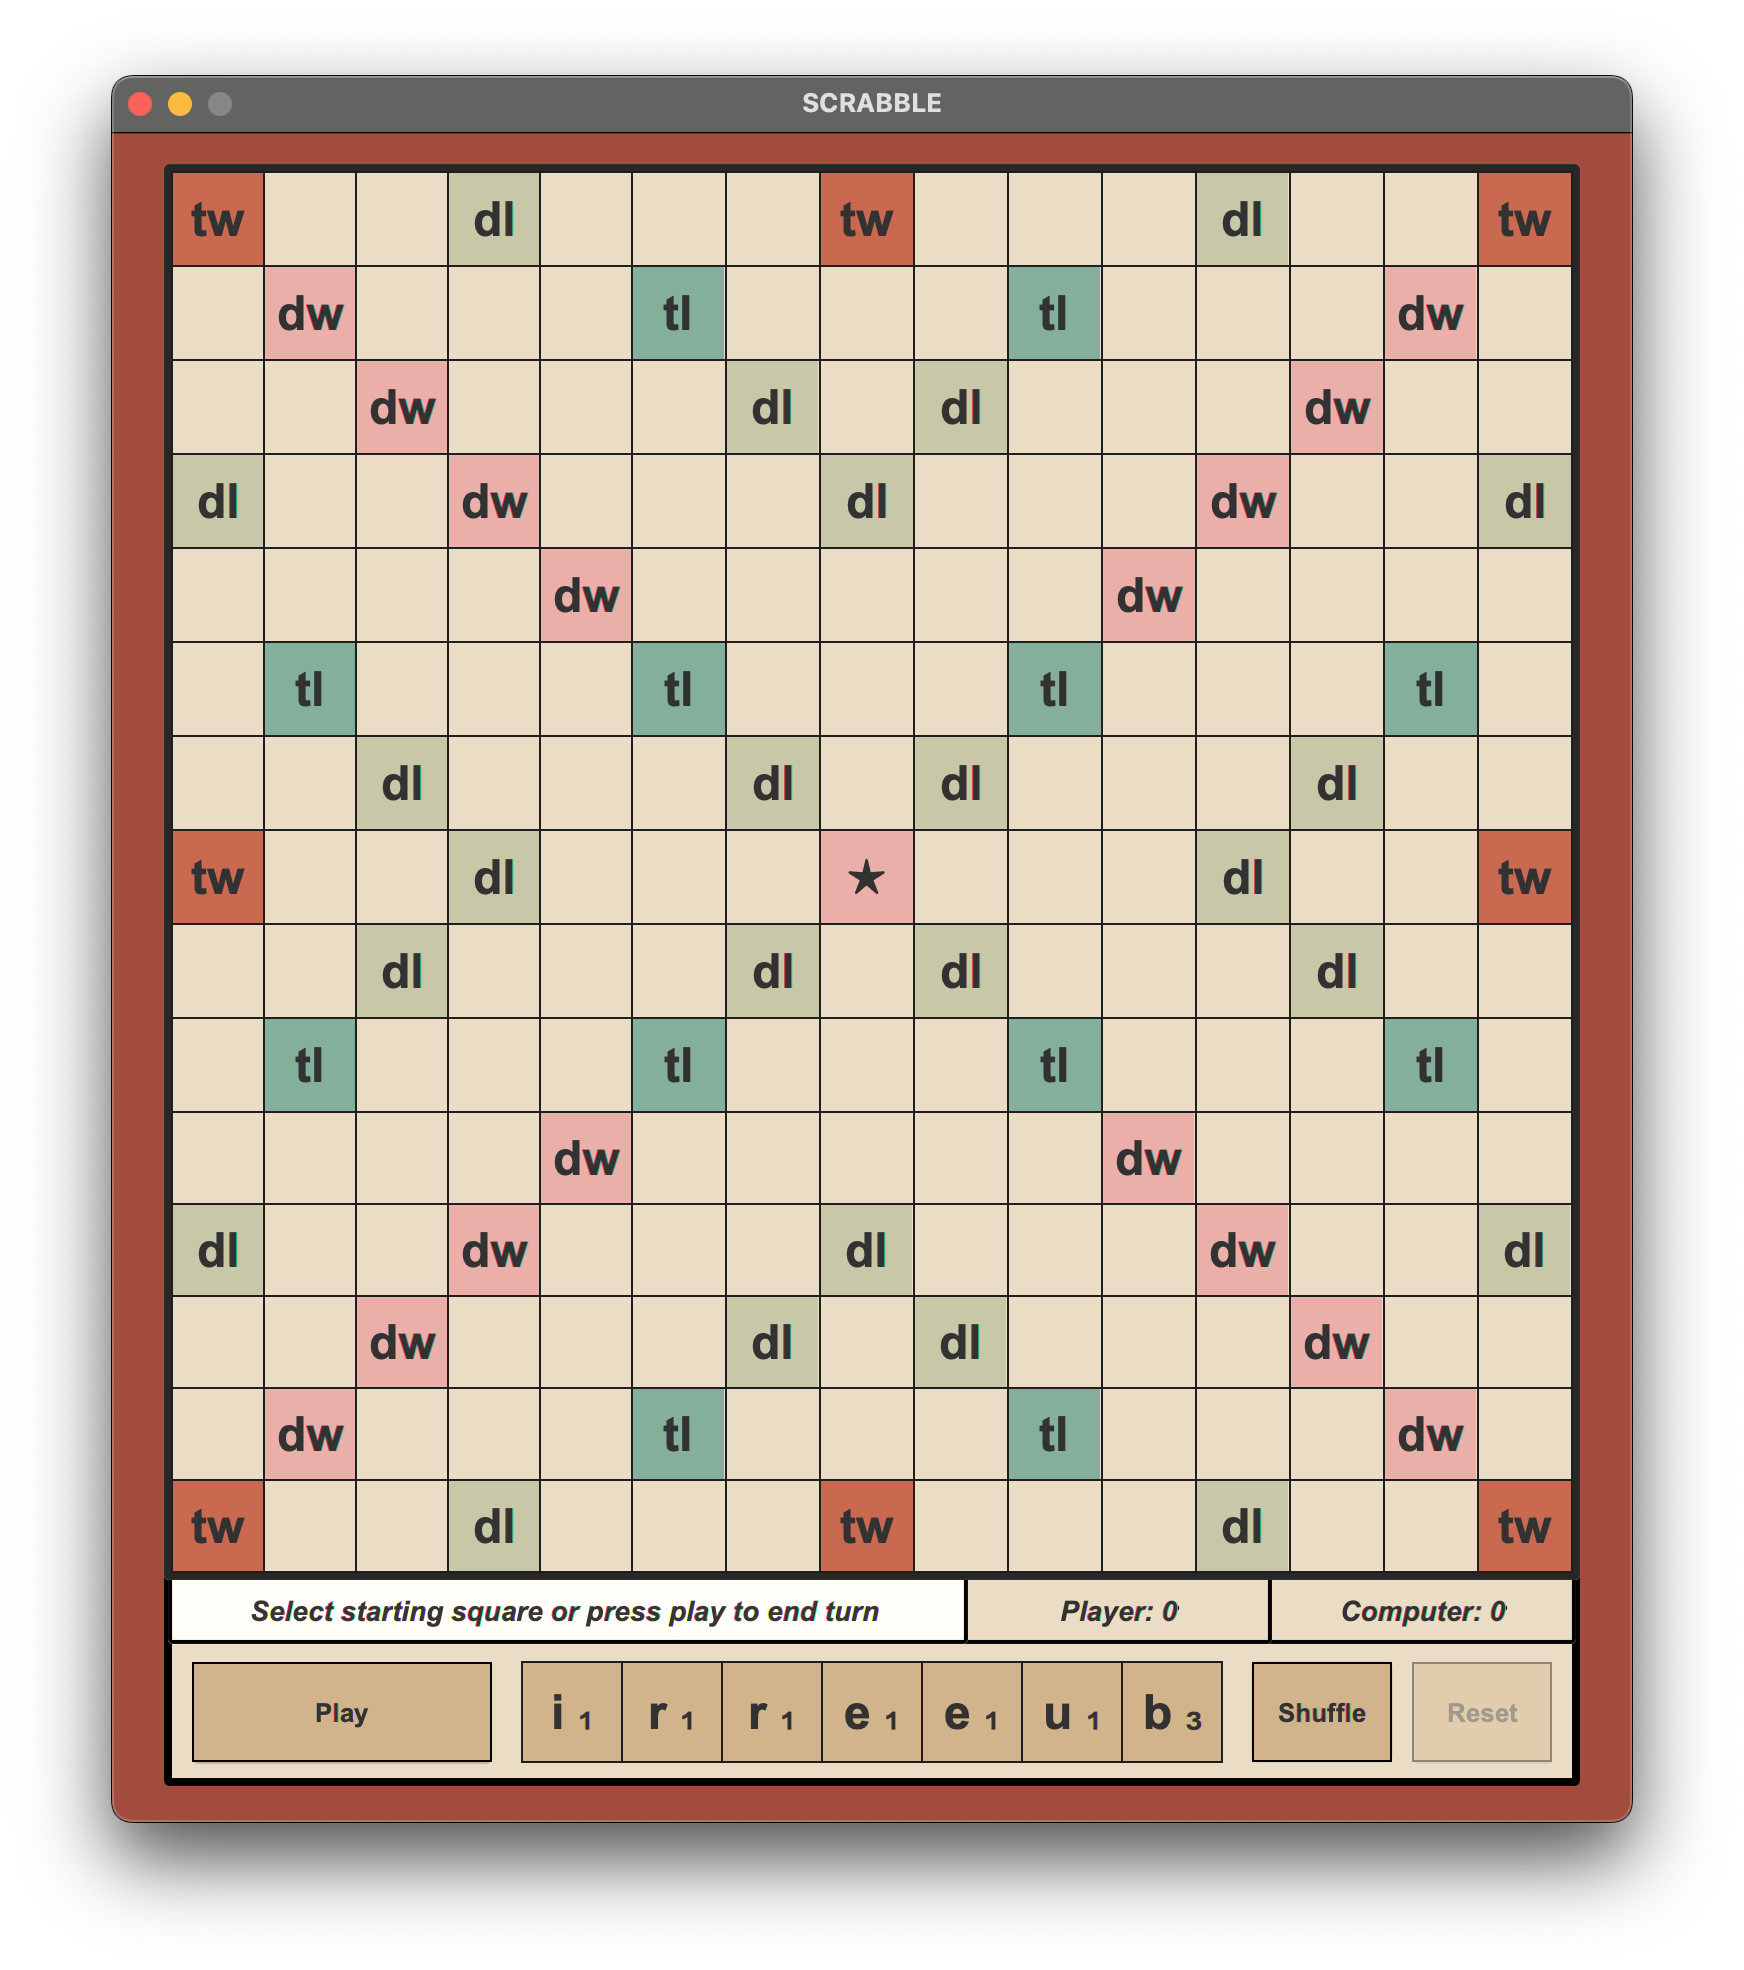 SCRABBLE
tw dl tw dl tw
dw tl tl dw
dw dl dl dw
dl dw dl dw dl
dw dw
tl tl tl tl
dl dl dl dl
tw dl ★ dl tw
dl dl dl dl
tl tl tl tl
dw dw
dl dw dl dw dl
dw dl dl dw
dw tl tl dw
tw dl tw dl tw
Select starting square or press play to end turn Player: 0 Computer: 0
Play i 1 r 1 r 1 e 1 e 1 u 1 b 3 Shuffle Reset